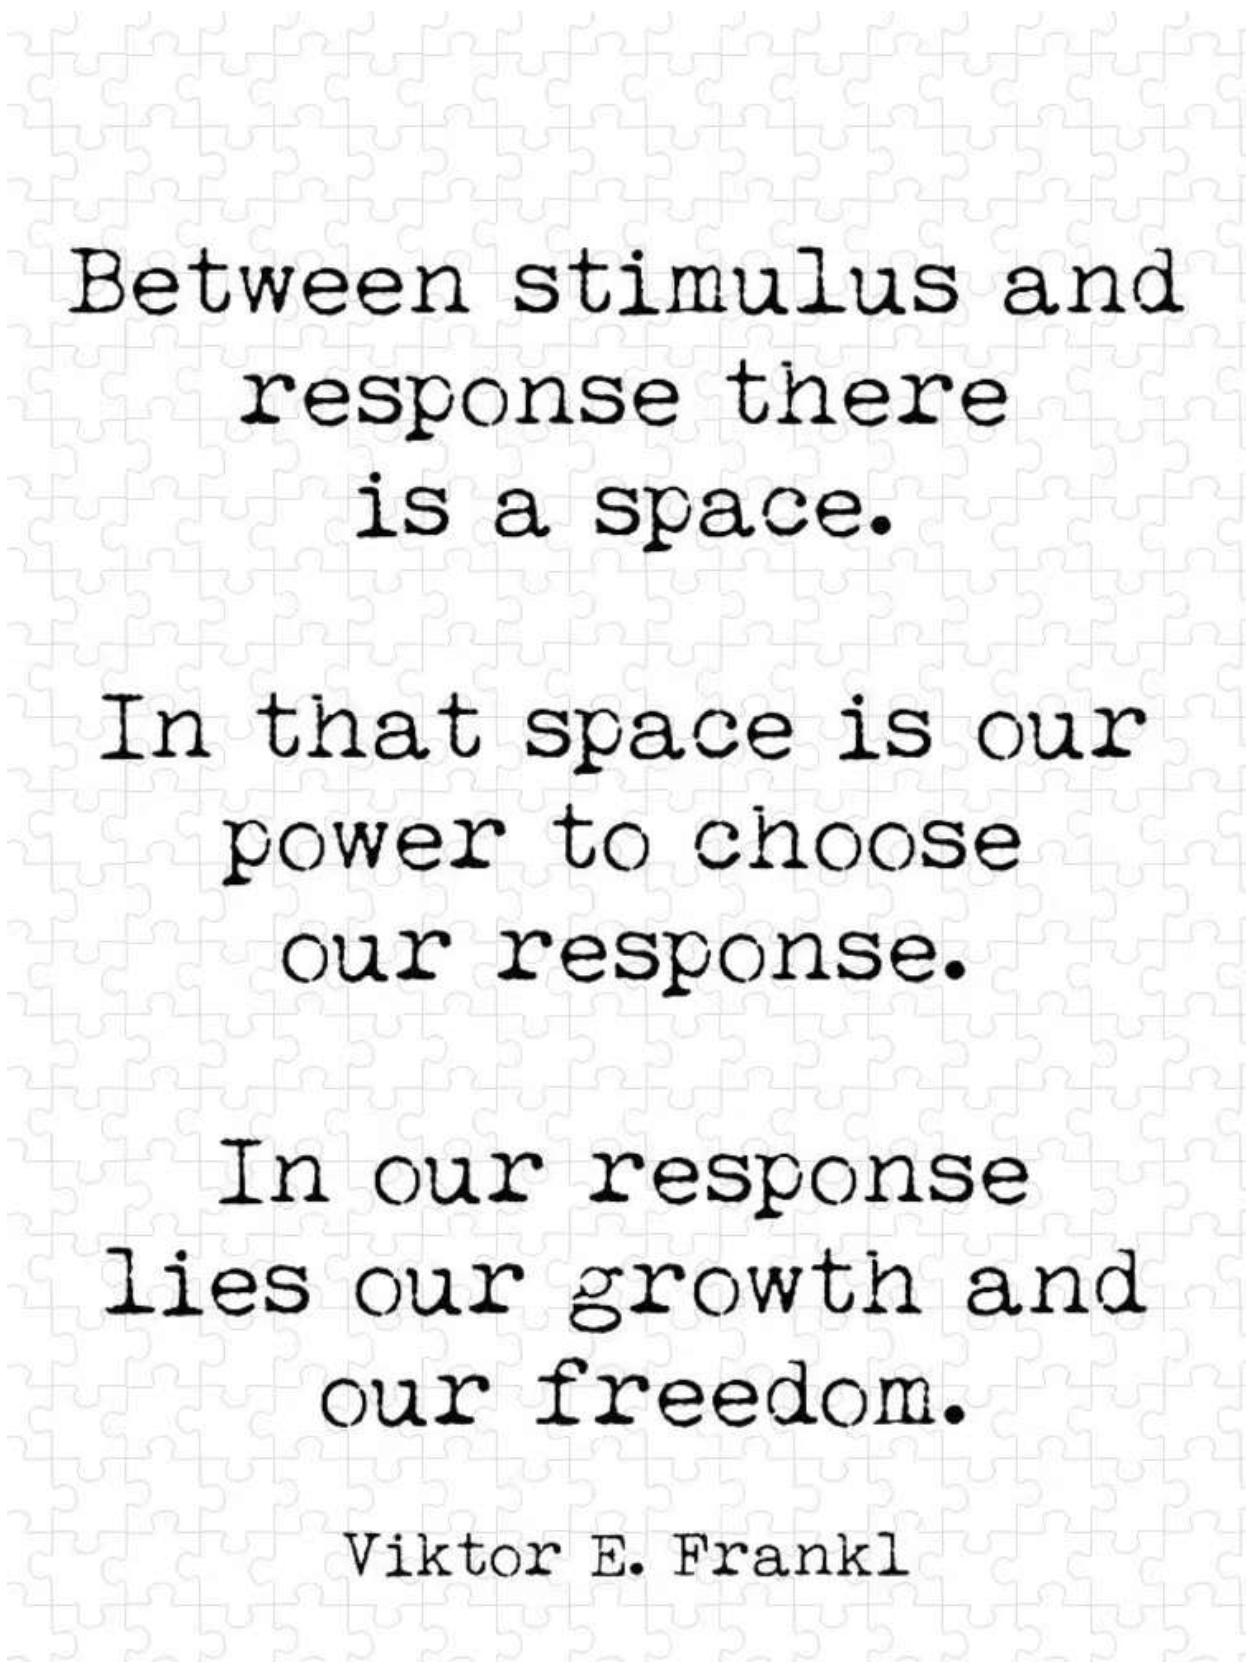 Between stimulus and
response there
is a space.
In that space is our
power to choose
our response.
In our response
lies our growth and
our freedom.
Viktor E. Frankl